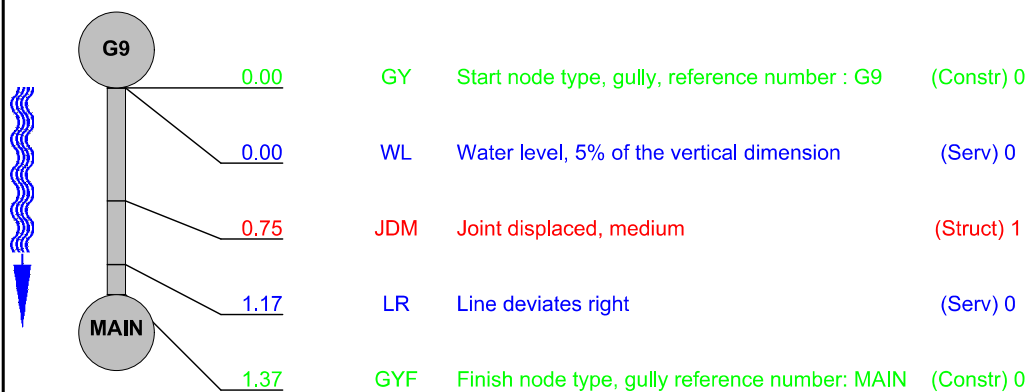 G9
0.00 GY Start node type, gully, reference number : G9 (Constr) 0
0.00 WL Water level, 5% of the vertical dimension (Serv) 0
0.75 JDM Joint displaced, medium (Struct) 1
1.17 LR Line deviates right (Serv) 0
MAIN
1.37 GYF Finish node type, gully reference number: MAIN (Constr) 0